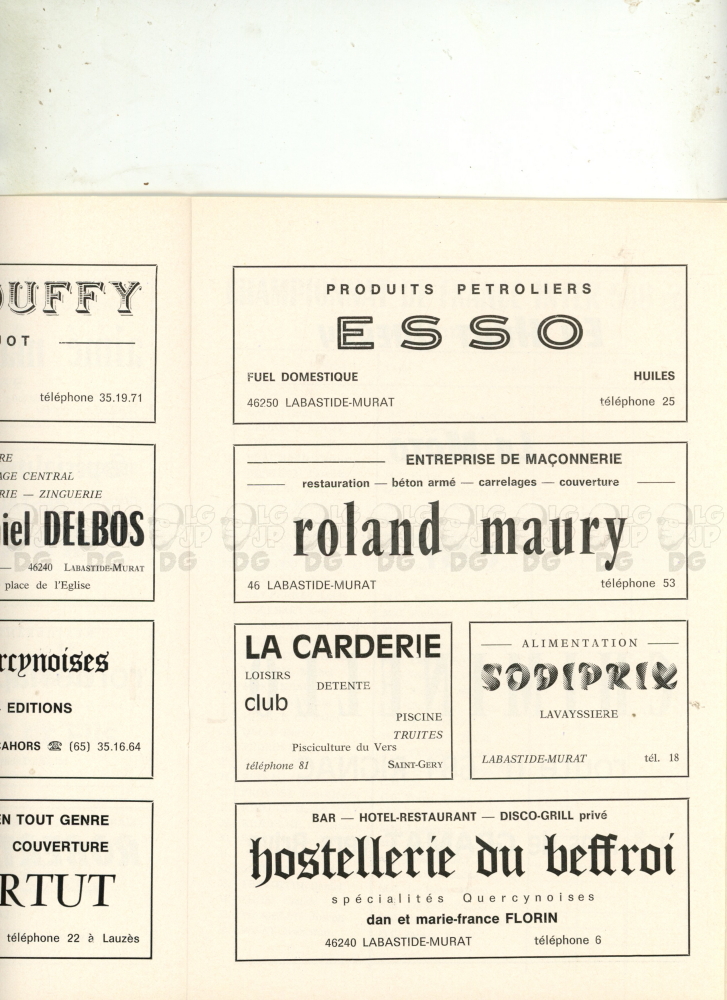 UFFY
OT
téléphone 35.19.71
RE
GE CENTRAL
RIE — ZINGUERIE
iel DELBOS
46240 LABASTIDE-MURAT
place de l'Eglise
rcynoises
EDITIONS
AHORS ☎ (65) 35.16.64
EN TOUT GENRE
COUVERTURE
RTUT
téléphone 22 à Lauzès
PRODUITS PETROLIERS
ESSO
FUEL DOMESTIQUE HUILES
46250 LABASTIDE-MURAT téléphone 25
ENTREPRISE DE MAÇONNERIE
restauration — béton armé — carrelages — couverture
roland maury
46 LABASTIDE-MURAT téléphone 53
LA CARDERIE
LOISIRS
DETENTE
club
PISCINE
TRUITES
Pisciculture du Vers
téléphone 81 SAINT-GERY
ALIMENTATION
SODIPRIX
LAVAYSSIERE
LABASTIDE-MURAT tél. 18
BAR — HOTEL-RESTAURANT — DISCO-GRILL privé
hostellerie du beffroi
spécialités Quercynoises
dan et marie-france FLORIN
46240 LABASTIDE-MURAT téléphone 6